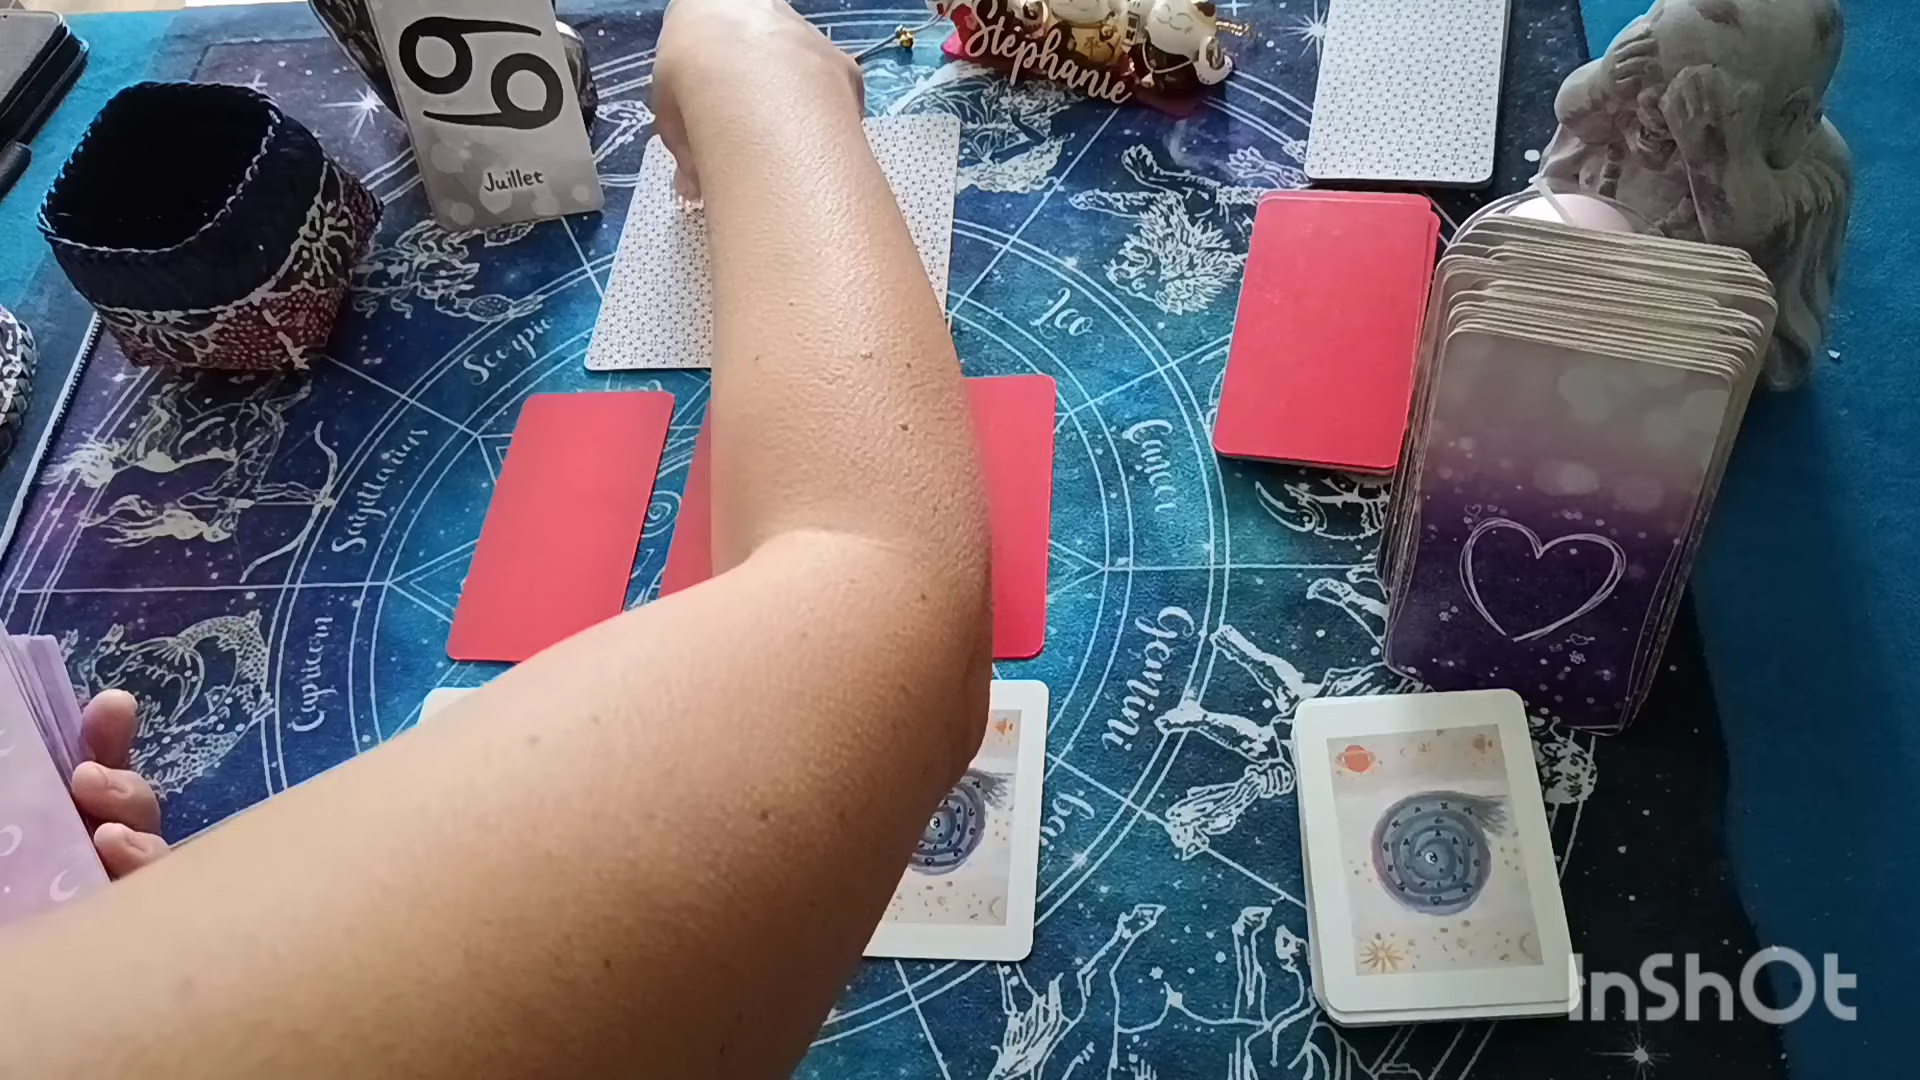 Stephanie
Juillet
Leo
Scorpio
Cancer
Sagittarius
Capricorn
Gemini
InShOt